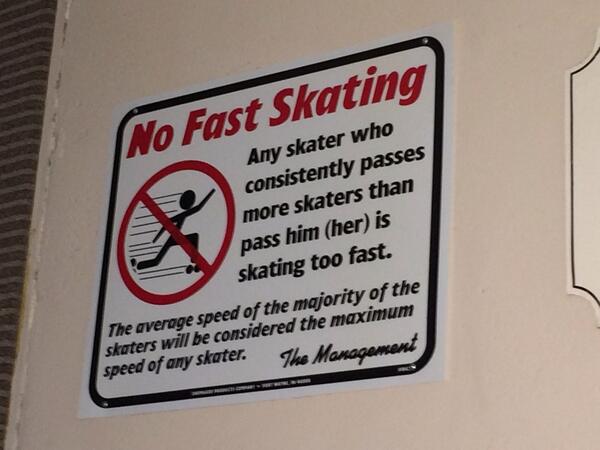 No Fast Skating
Any skater who
consistently passes
more skaters than
pass him (her) is
skating too fast.
The average speed of the majority of the
skaters will be considered the maximum
speed of any skater.
The Management